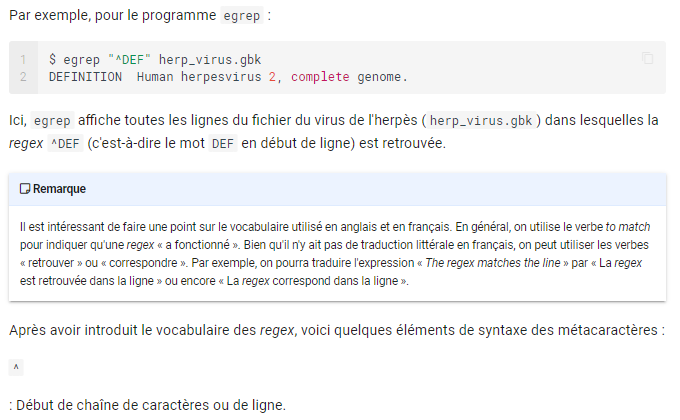 Par exemple, pour le programme egrep :
1 $ egrep "^DEF" herp_virus.gbk
2 DEFINITION  Human herpesvirus 2, complete genome.
Ici, egrep affiche toutes les lignes du fichier du virus de l'herpès ( herp_virus.gbk ) dans lesquelles la
regex ^DEF (c'est-à-dire le mot DEF en début de ligne) est retrouvée.
Remarque
Il est intéressant de faire une point sur le vocabulaire utilisé en anglais et en français. En général, on utilise le verbe to match
pour indiquer qu'une regex « a fonctionné ». Bien qu'il n'y ait pas de traduction littérale en français, on peut utiliser les verbes
« retrouver » ou « correspondre ». Par exemple, on pourra traduire l'expression « The regex matches the line » par « La regex
est retrouvée dans la ligne » ou encore « La regex correspond dans la ligne ».
Après avoir introduit le vocabulaire des regex, voici quelques éléments de syntaxe des métacaractères :
^
: Début de chaîne de caractères ou de ligne.